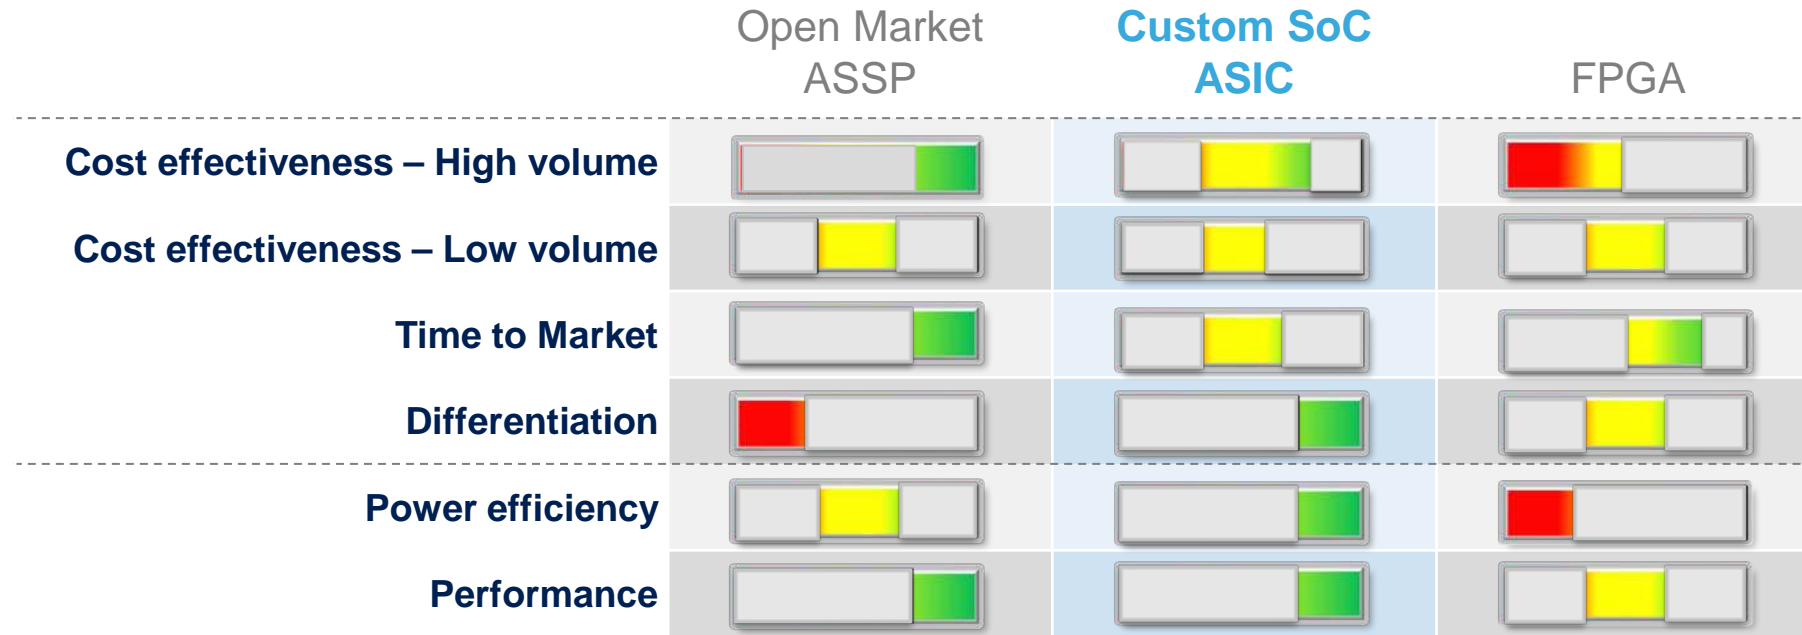 Open Market
ASSP
Custom SoC
ASIC
FPGA
Cost effectiveness – High volume
Cost effectiveness – Low volume
Time to Market
Differentiation
Power efficiency
Performance